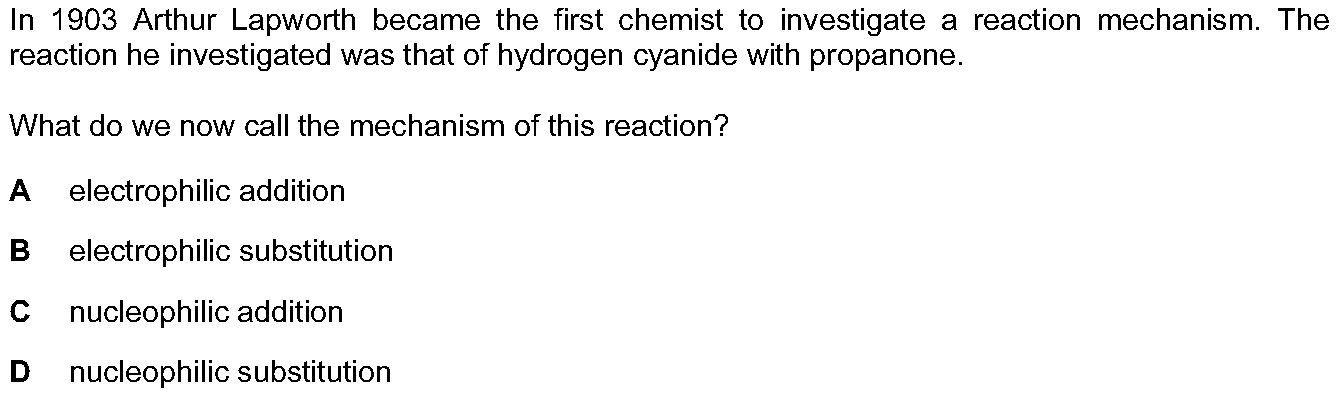 In 1903 Arthur Lapworth became the first chemist to investigate a reaction mechanism. The
reaction he investigated was that of hydrogen cyanide with propanone.
What do we now call the mechanism of this reaction?
A electrophilic addition
B electrophilic substitution
C nucleophilic addition
D nucleophilic substitution